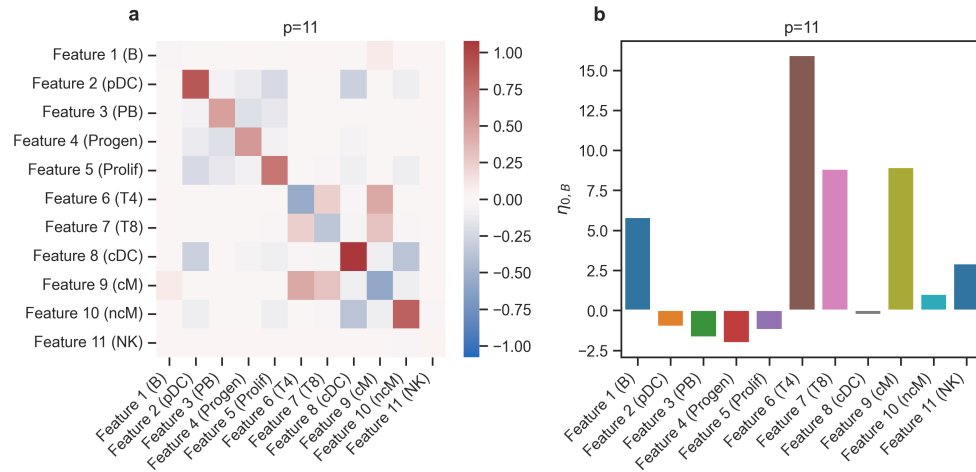 a
p=11
Feature 1 (B)
Feature 2 (pDC)
Feature 3 (PB)
Feature 4 (Progen)
Feature 5 (Prolif)
Feature 6 (T4)
Feature 7 (T8)
Feature 8 (cDC)
Feature 9 (cM)
Feature 10 (ncM)
Feature 11 (NK)
Feature 1 (B)
Feature 2 (pDC)
Feature 3 (PB)
Feature 4 (Progen)
Feature 5 (Prolif)
Feature 6 (T4)
Feature 7 (T8)
Feature 8 (cDC)
Feature 9 (cM)
Feature 10 (ncM)
Feature 11 (NK)
1.00
0.75
0.50
0.25
0.00
−0.25
−0.50
−0.75
−1.00
b
p=11
η0,B
15.0
12.5
10.0
7.5
5.0
2.5
0.0
−2.5
Feature 1 (B)
Feature 2 (pDC)
Feature 3 (PB)
Feature 4 (Progen)
Feature 5 (Prolif)
Feature 6 (T4)
Feature 7 (T8)
Feature 8 (cDC)
Feature 9 (cM)
Feature 10 (ncM)
Feature 11 (NK)